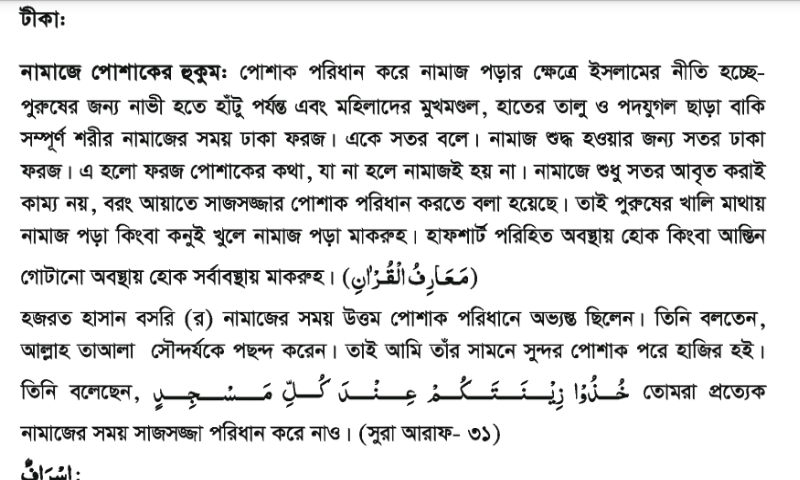 টীকা:
নামাজে পোশাকের হুকুম: পোশাক পরিধান করে নামাজ পড়ার ক্ষেত্রে ইসলামের নীতি হচ্ছে-
পুরুষের জন্য নাভী হতে হাঁটু পর্যন্ত এবং মহিলাদের মুখমণ্ডল, হাতের তালু ও পদযুগল ছাড়া বাকি
সম্পূর্ণ শরীর নামাজের সময় ঢাকা ফরজ। একে সতর বলে। নামাজ শুদ্ধ হওয়ার জন্য সতর ঢাকা
ফরজ। এ হলো ফরজ পোশাকের কথা, যা না হলে নামাজই হয় না। নামাজে শুধু সতর আবৃত করাই
কাম্য নয়, বরং আয়াতে সাজসজ্জার পোশাক পরিধান করতে বলা হয়েছে। তাই পুরুষের খালি মাথায়
নামাজ পড়া কিংবা কনুই খুলে নামাজ পড়া মাকরুহ। হাফশার্ট পরিহিত অবস্থায় হোক কিংবা আস্তিন
গোটানো অবস্থায় হোক সর্বাবস্থায় মাকরুহ। (مَعَارِفُ الْقُرْاٰنِ)
হজরত হাসান বসরি (র) নামাজের সময় উত্তম পোশাক পরিধানে অভ্যস্ত ছিলেন। তিনি বলতেন,
আল্লাহ তাআলা সৌন্দর্যকে পছন্দ করেন। তাই আমি তাঁর সামনে সুন্দর পোশাক পরে হাজির হই।
তিনি বলেছেন, خُذُوْا زِيْنَتَكُمْ عِنْدَ كُلِّ مَسْجِدٍ তোমরা প্রত্যেক
নামাজের সময় সাজসজ্জা পরিধান করে নাও। (সুরা আরাফ- ৩১)
اِسْرَافٌ: